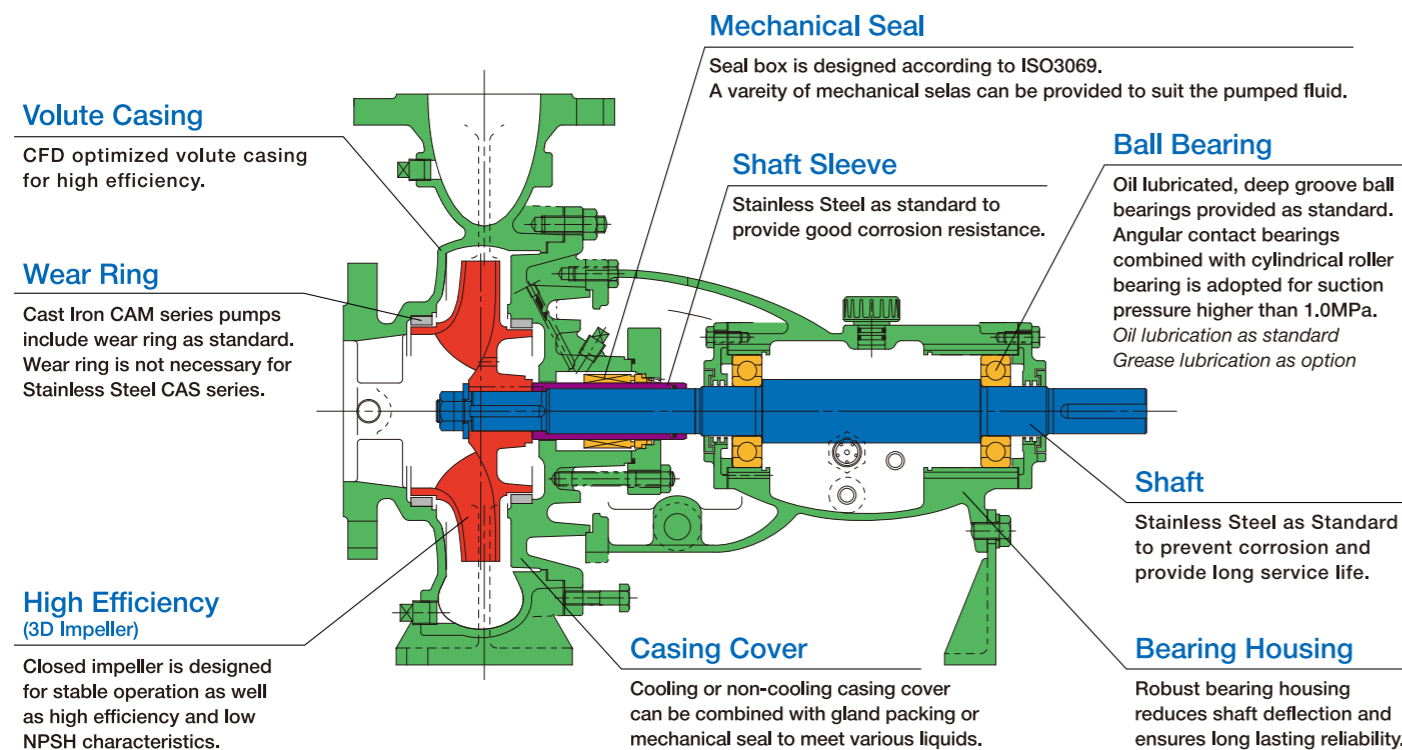 Mechanical Seal
Seal box is designed according to ISO3069.
A vareity of mechanical selas can be provided to suit the pumped fluid.
Volute Casing
CFD optimized volute casing
for high efficiency.
Shaft Sleeve
Stainless Steel as standard to
provide good corrosion resistance.
Ball Bearing
Oil lubricated, deep groove ball
bearings provided as standard.
Angular contact bearings
combined with cylindrical roller
bearing is adopted for suction
pressure higher than 1.0MPa.
Oil lubrication as standard
Grease lubrication as option
Wear Ring
Cast Iron CAM series pumps
include wear ring as standard.
Wear ring is not necessary for
Stainless Steel CAS series.
Shaft
Stainless Steel as Standard
to prevent corrosion and
provide long service life.
High Efficiency
(3D Impeller)
Closed impeller is designed
for stable operation as well
as high efficiency and low
NPSH characteristics.
Casing Cover
Cooling or non-cooling casing cover
can be combined with gland packing or
mechanical seal to meet various liquids.
Bearing Housing
Robust bearing housing
reduces shaft deflection and
ensures long lasting reliability.